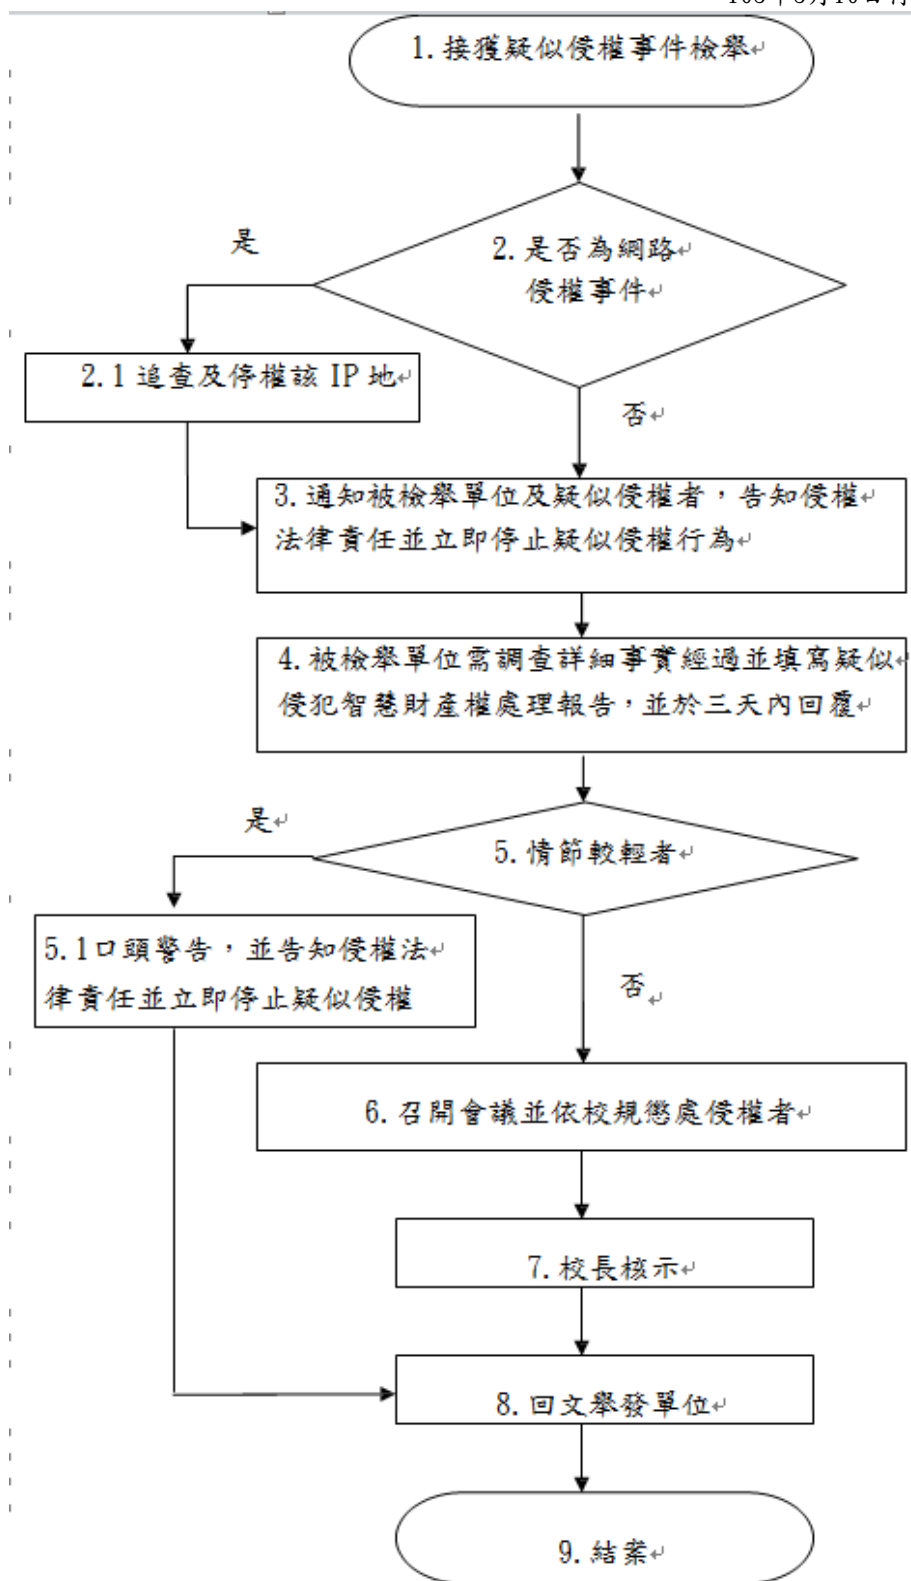 1.接獲疑似侵權事件檢舉
2.是否為網路
侵權事件
是
2.1 追查及停權該 IP 地
否
3.通知被檢舉單位及疑似侵權者，告知侵權
法律責任並立即停止疑似侵權行為
4.被檢舉單位需調查詳細事實經過並填寫疑似
侵犯智慧財產權處理報告，並於三天內回覆
5.情節較輕者
是
5.1口頭警告，並告知侵權法
律責任並立即停止疑似侵權
否
6.召開會議並依校規懲處侵權者
7.校長核示
8.回文舉發單位
9.結案